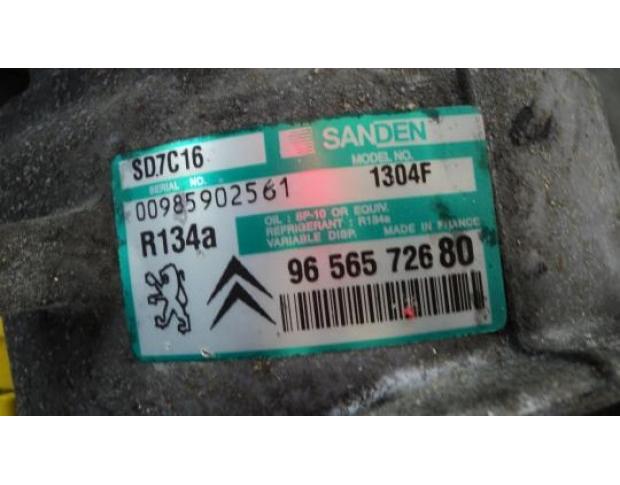 SANDEN
SD7C16
MODEL NO.
1304F
SERIAL NO.
00985902561
OIL : SP-10 OR EQUIV.
REFRIGERANT : R134a
VARIABLE DISP. MADE IN FRANCE
R134a
96 565 726 80